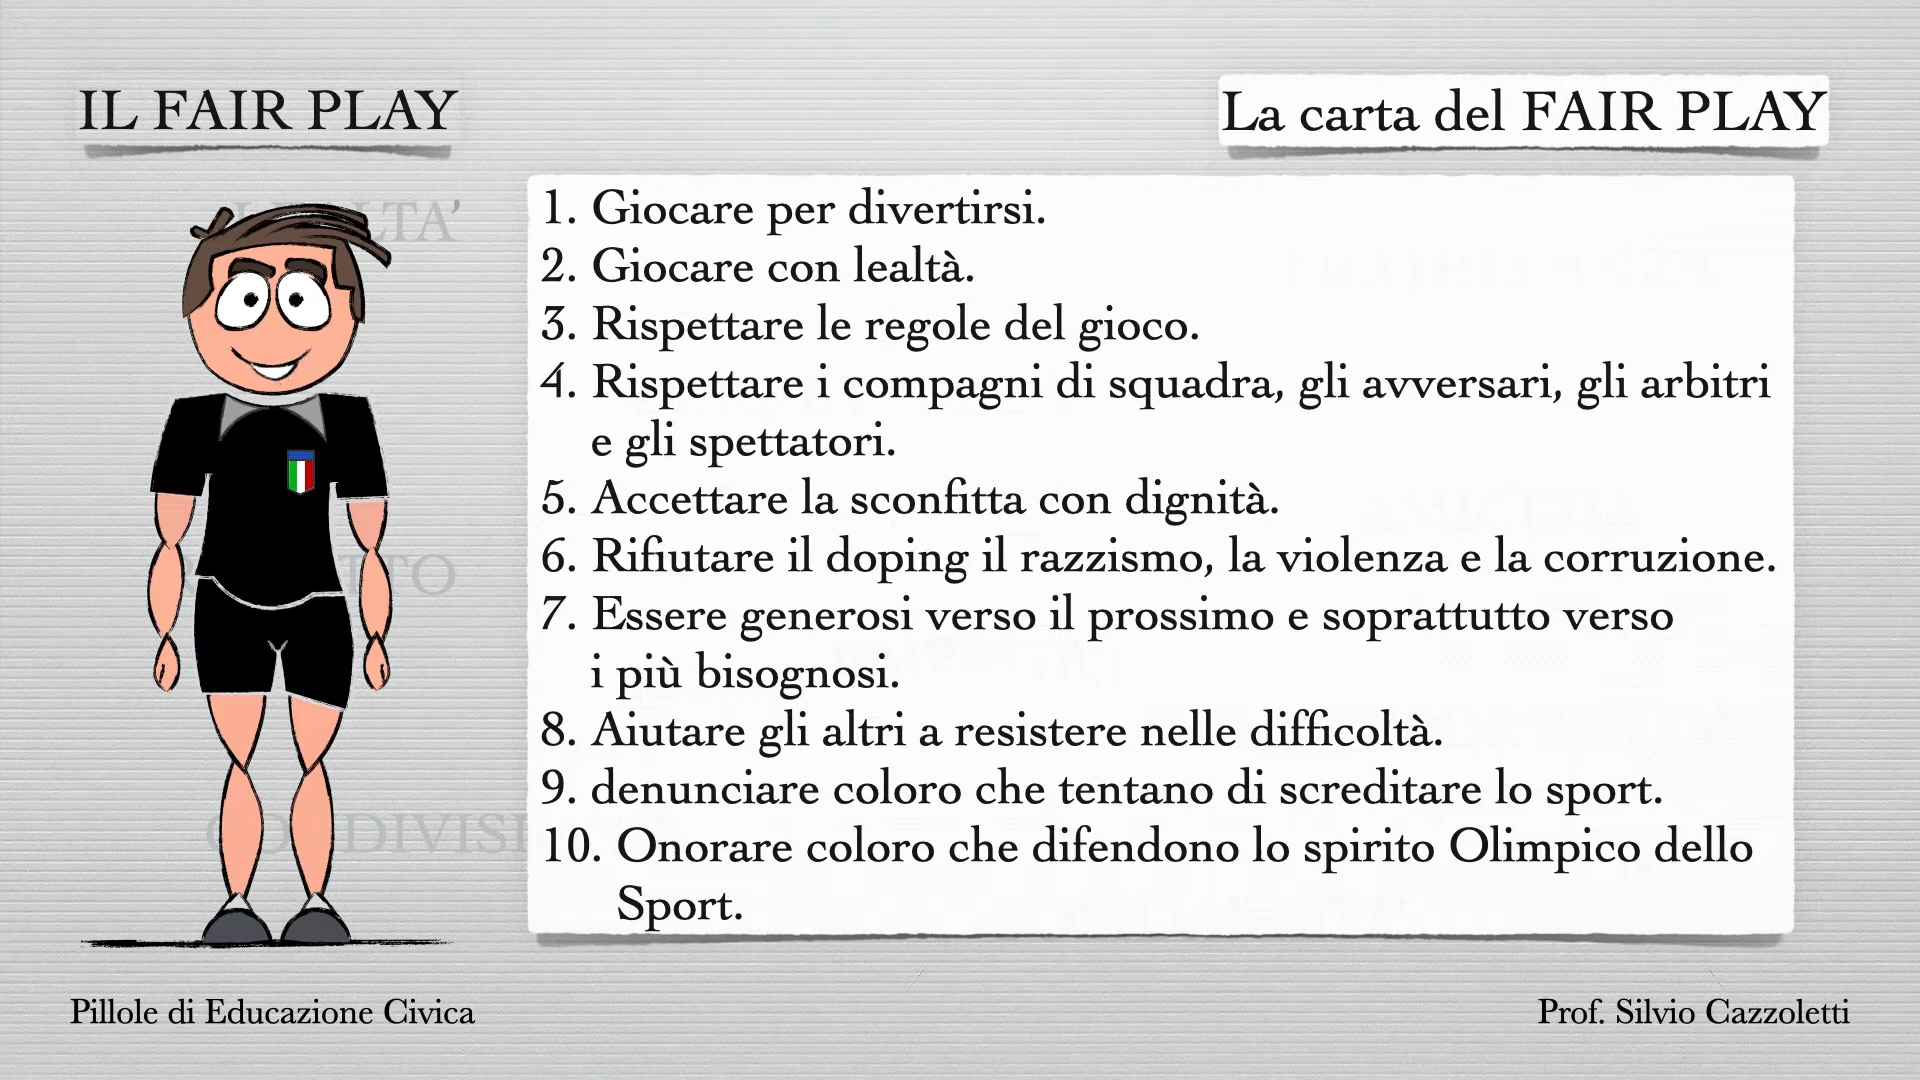 IL FAIR PLAY
La carta del FAIR PLAY
1. Giocare per divertirsi.
2. Giocare con lealtà.
3. Rispettare le regole del gioco.
4. Rispettare i compagni di squadra, gli avversari, gli arbitri
e gli spettatori.
5. Accettare la sconfitta con dignità.
6. Rifiutare il doping il razzismo, la violenza e la corruzione.
7. Essere generosi verso il prossimo e soprattutto verso
i più bisognosi.
8. Aiutare gli altri a resistere nelle difficoltà.
9. denunciare coloro che tentano di screditare lo sport.
10. Onorare coloro che difendono lo spirito Olimpico dello
Sport.
Pillole di Educazione Civica
Prof. Silvio Cazzoletti